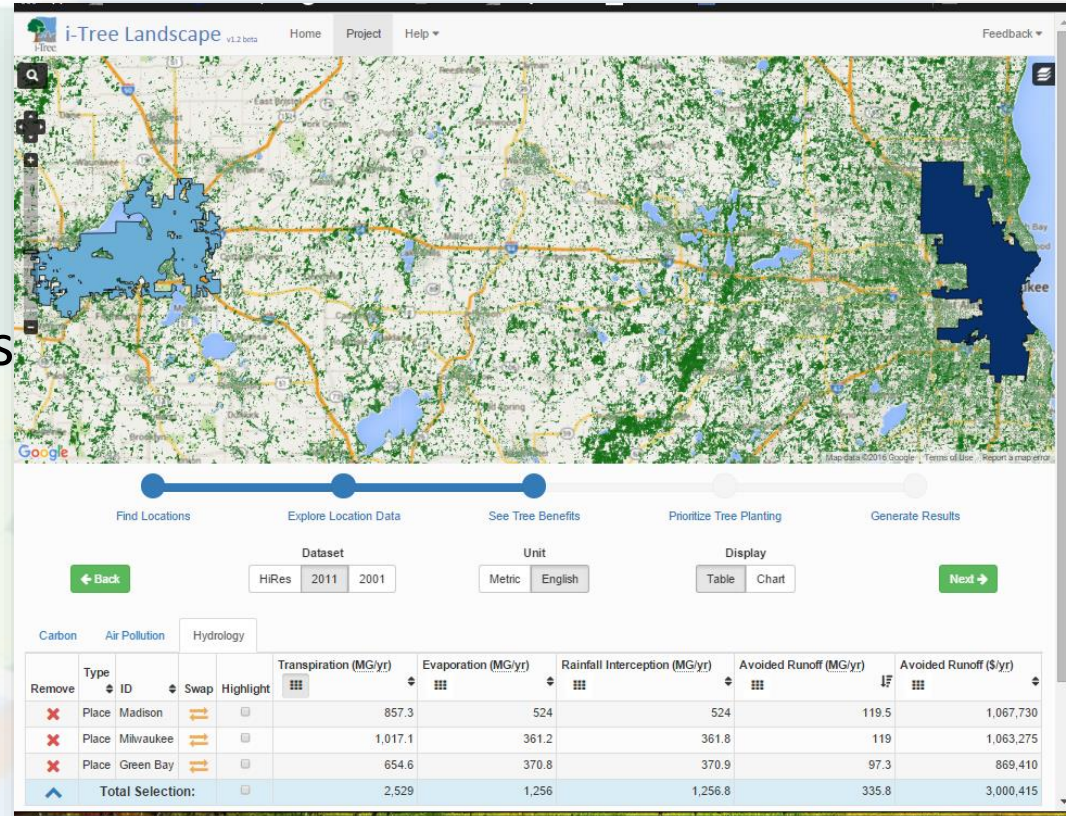 i-Tree
i-Tree Landscape v1.2 beta
Home Project Help Feedback
East Bristol
York Center
Waunakee
s
Google
Map data ©2016 Google Terms of Use Report a map error
Find Locations Explore Location Data See Tree Benefits Prioritize Tree Planting Generate Results
Dataset Unit Display
Back HiRes 2011 2001 Metric English Table Chart Next
Carbon Air Pollution Hydrology
Remove Type ID Swap Highlight Transpiration (MG/yr) Evaporation (MG/yr) Rainfall Interception (MG/yr) Avoided Runoff (MG/yr) Avoided Runoff ($/yr)
Place Madison 857.3 524 524 119.5 1,067,730
Place Milwaukee 1,017.1 361.2 361.8 119 1,063,275
Place Green Bay 654.6 370.8 370.9 97.3 869,410
Total Selection: 2,529 1,256 1,256.8 335.8 3,000,415